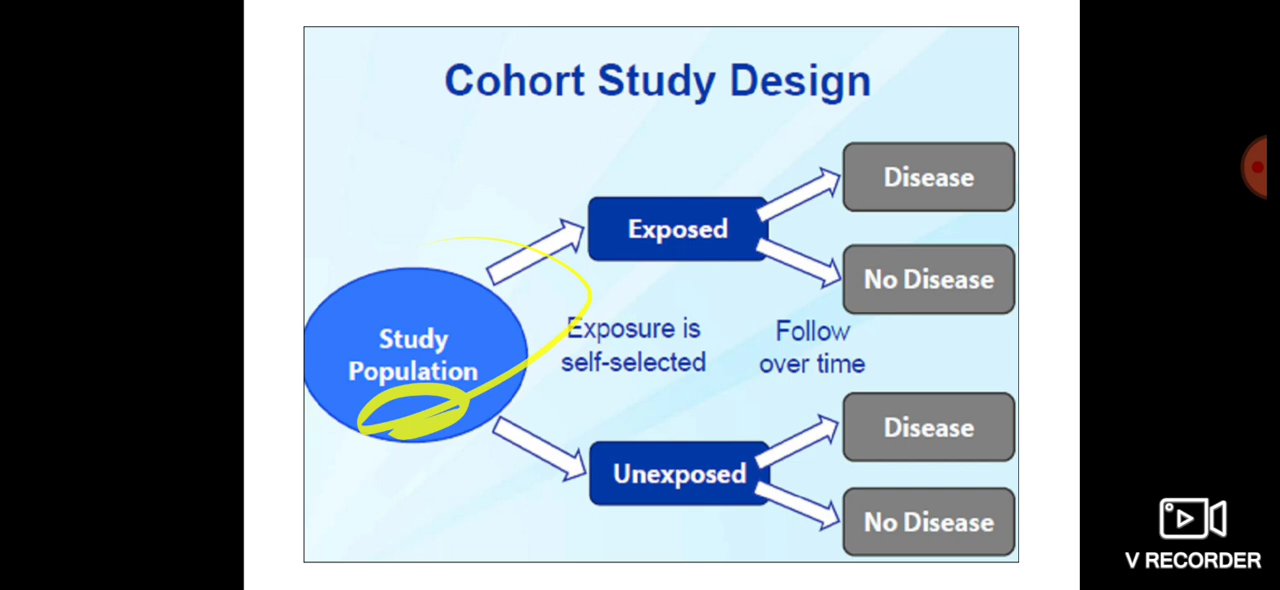 Cohort Study Design
Disease
Exposed
No Disease
Study
Population
Exposure is
self-selected
Follow
over time
Disease
Unexposed
No Disease
V RECORDER